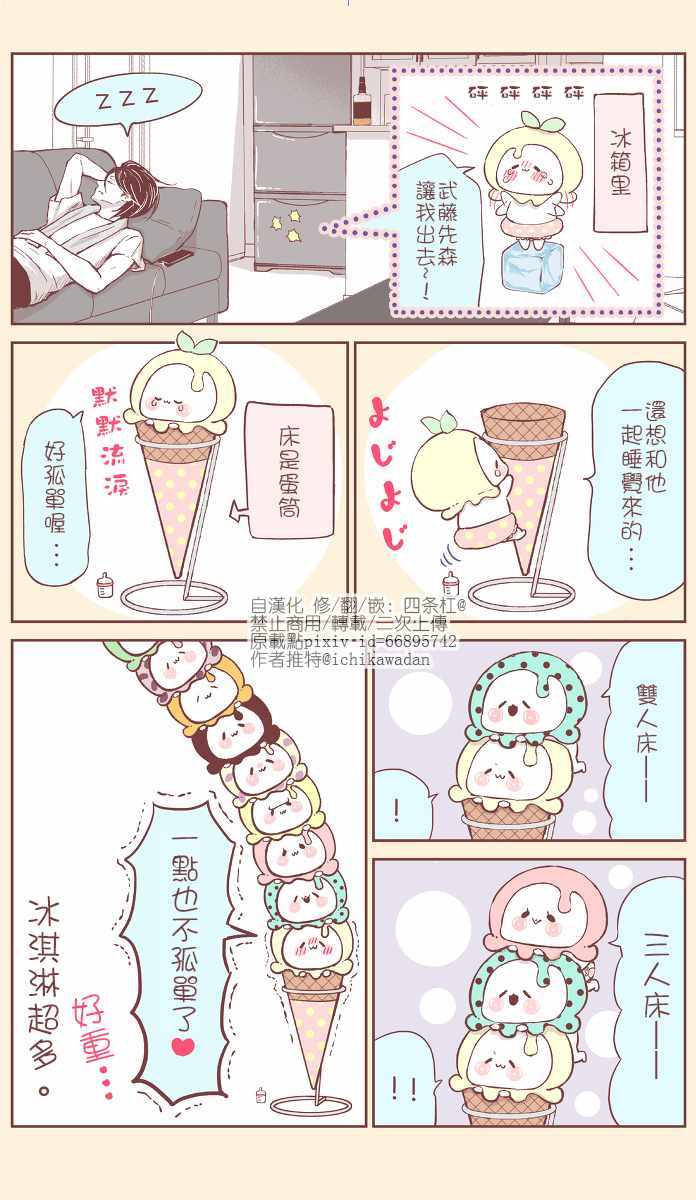 ZZZ
砰砰砰砰
冰箱里
武藤先森
讓我出去~!
還想和他
一起睡覺來的…
よじよじ
床是蛋筒
默默流淚
好孤單喔…
自漢化 修/翻/嵌: 四条杠@
禁止商用/轉載/二次上傳
原載點pixiv·id=66895742
作者推特@ichikawadan
雙人床——
!
三人床——
!!
一點也不孤單了♥
好重…
冰淇淋超多。